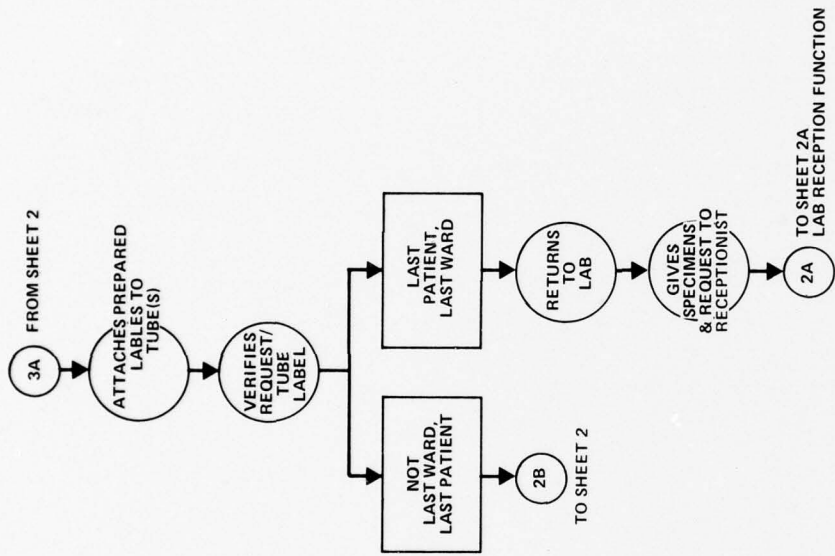 3A
FROM SHEET 2
ATTACHES PREPARED
LABLES TO
TUBE(S)
VERIFIES
REQUEST/
TUBE
LABEL
NOT
LAST WARD,
LAST PATIENT
2B
TO SHEET 2
LAST
PATIENT,
LAST WARD
RETURNS
TO LAB
GIVES
SPECIMENS
& REQUEST TO
RECEPTIONIST
2A
TO SHEET 2A
LAB RECEPTION FUNCTION